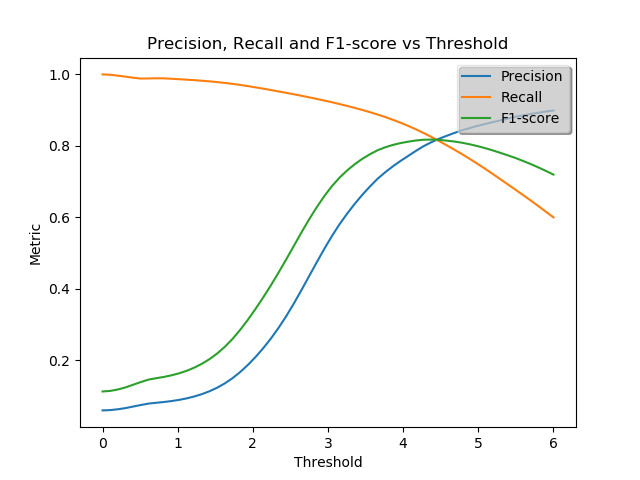 Precision, Recall and F1-score vs Threshold
Precision
Recall
F1-score
1.0
0.8
0.6
0.4
0.2
Metric
0 1 2 3 4 5 6
Threshold